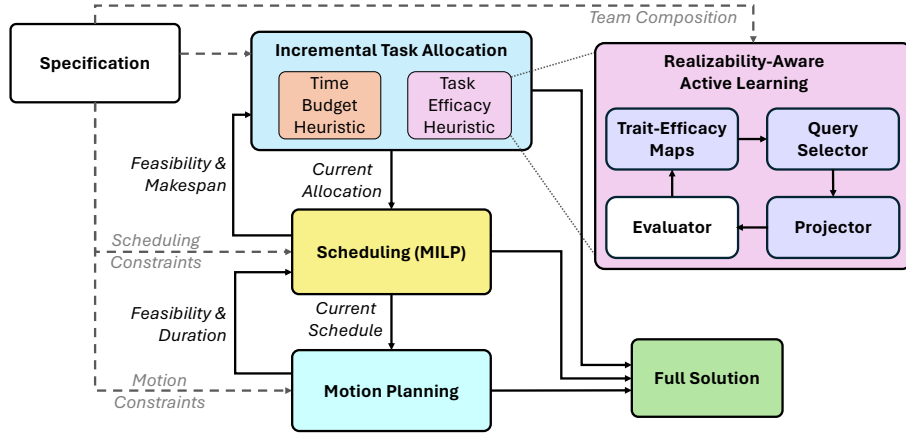 Team Composition
Specification
Incremental Task Allocation
Time
Budget
Heuristic
Task
Efficacy
Heuristic
Realizability-Aware
Active Learning
Trait-Efficacy
Maps
Query
Selector
Evaluator
Projector
Feasibility &
Makespan
Current
Allocation
Scheduling
Constraints
Scheduling (MILP)
Feasibility &
Duration
Current
Schedule
Motion
Constraints
Motion Planning
Full Solution